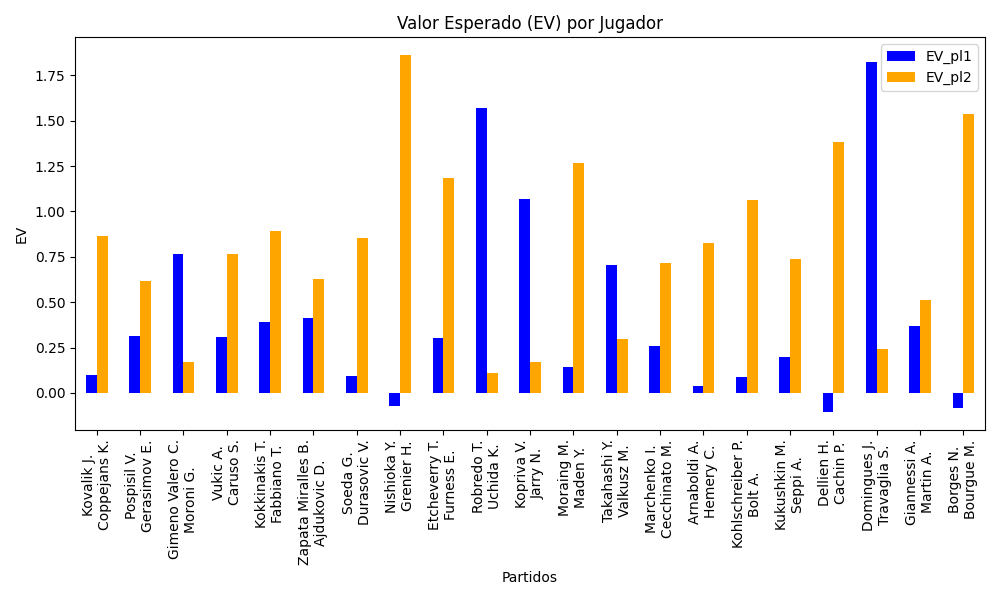 Valor Esperado (EV) por Jugador
EV_pl1
EV_pl2
EV
1.75
1.50
1.25
1.00
0.75
0.50
0.25
0.00
Kovalik J.
Coppejans K.
Pospisil V.
Gerasimov E.
Gimeno Valero C.
Moroni G.
Vukic A.
Caruso S.
Kokkinakis T.
Fabbiano T.
Zapata Miralles B.
Ajdukovic D.
Soeda G.
Durasovic V.
Nishioka Y.
Grenier H.
Etcheverry T.
Furness E.
Robredo T.
Uchida K.
Kopriva V.
Jarry N.
Moraing M.
Maden Y.
Takahashi Y.
Valkusz M.
Marchenko I.
Cecchinato M.
Arnaboldi A.
Hemery C.
Kohlschreiber P.
Bolt A.
Kukushkin M.
Seppi A.
Dellien H.
Cachin P.
Domingues J.
Travaglia S.
Giannessi A.
Martin A.
Borges N.
Bourgue M.
Partidos